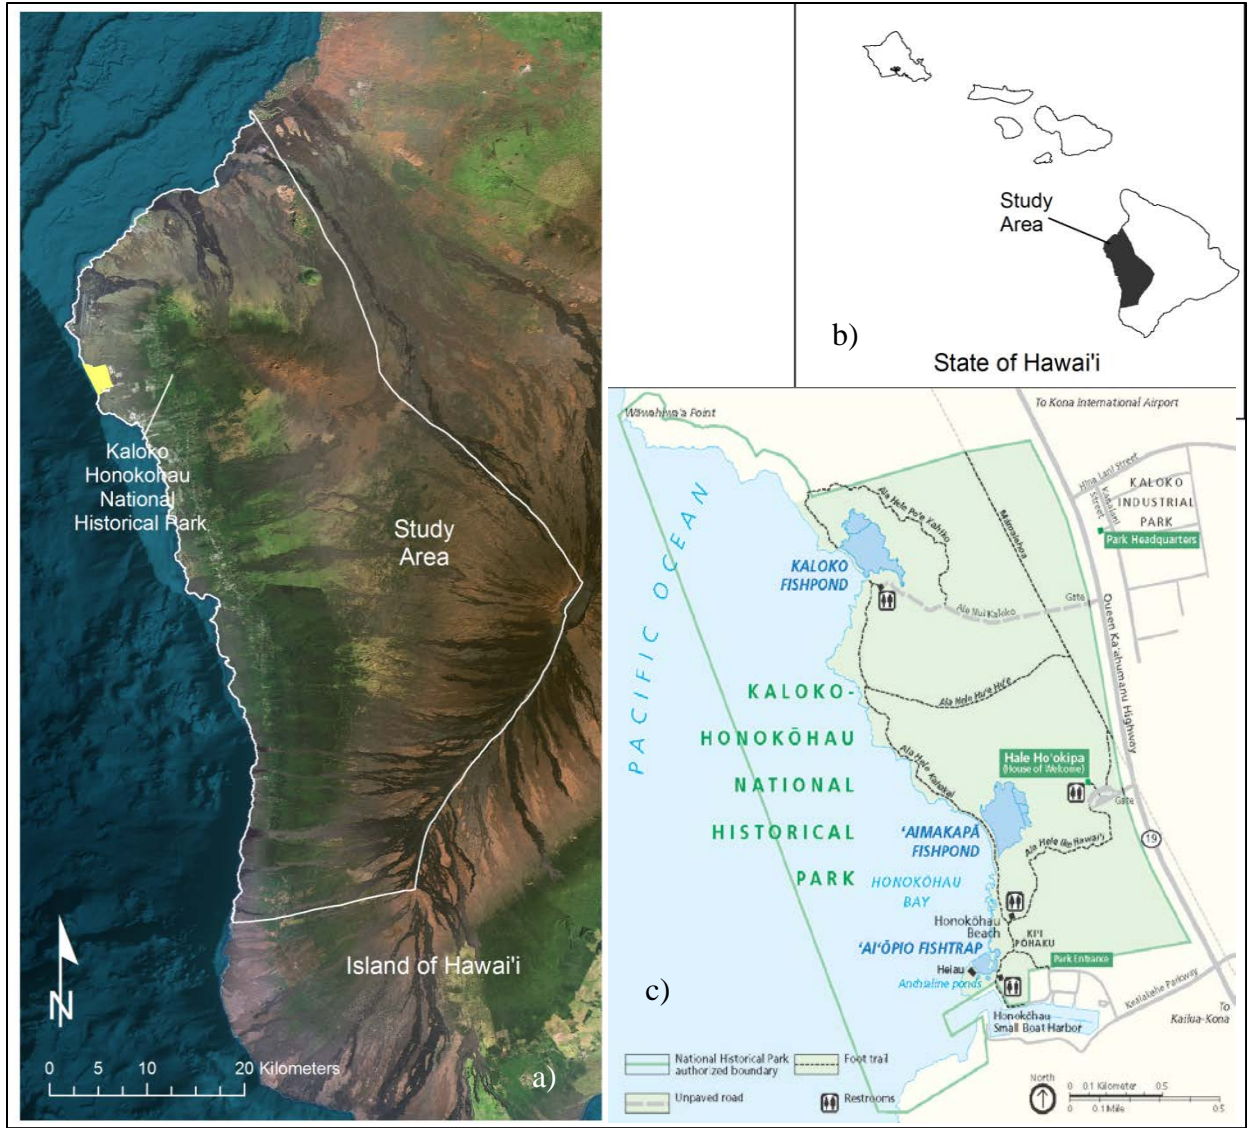 Kaloko
Honokohau
National
Historical Park
Study
Area
Island of Hawai'i
N
0 5 10 20 Kilometers
a)
Study
Area
b)
State of Hawai'i
Wāwahiwa'a Point
To Kona International Airport
Hina Lani Street
Kanalani
Street
KALOKO
INDUSTRIAL
PARK
Park Headquarters
PACIFIC OCEAN
Ala Hele Po'e Kahiko
Māmalahoa
KALOKO
FISHPOND
Ala Nui Kaloko
Gate
Queen Ka'ahumanu Highway
KALOKO-
HONOKŌHAU
NATIONAL
HISTORICAL
PARK
Ala Hele Hu'e Hu'e
Ala Hele Kahakai
Hale Ho'okipa
(House of Welcome)
Gate
'AIMAKAPĀ
FISHPOND
Ala Hele Ike Hawai'i
19
HONOKŌHAU
BAY
Honokōhau
Beach
KI'I
PŌHAKU
'AI'ŌPIO FISHTRAP
Park Entrance
Heiau
Anchialine ponds
c)
Kealakehe Parkway
To
Kailua-Kona
Honokōhau
Small Boat Harbor
National Historical Park
authorized boundary
Foot trail
Unpaved road
Restrooms
North
0 0.1 Kilometer 0.5
0 0.1 Mile 0.5